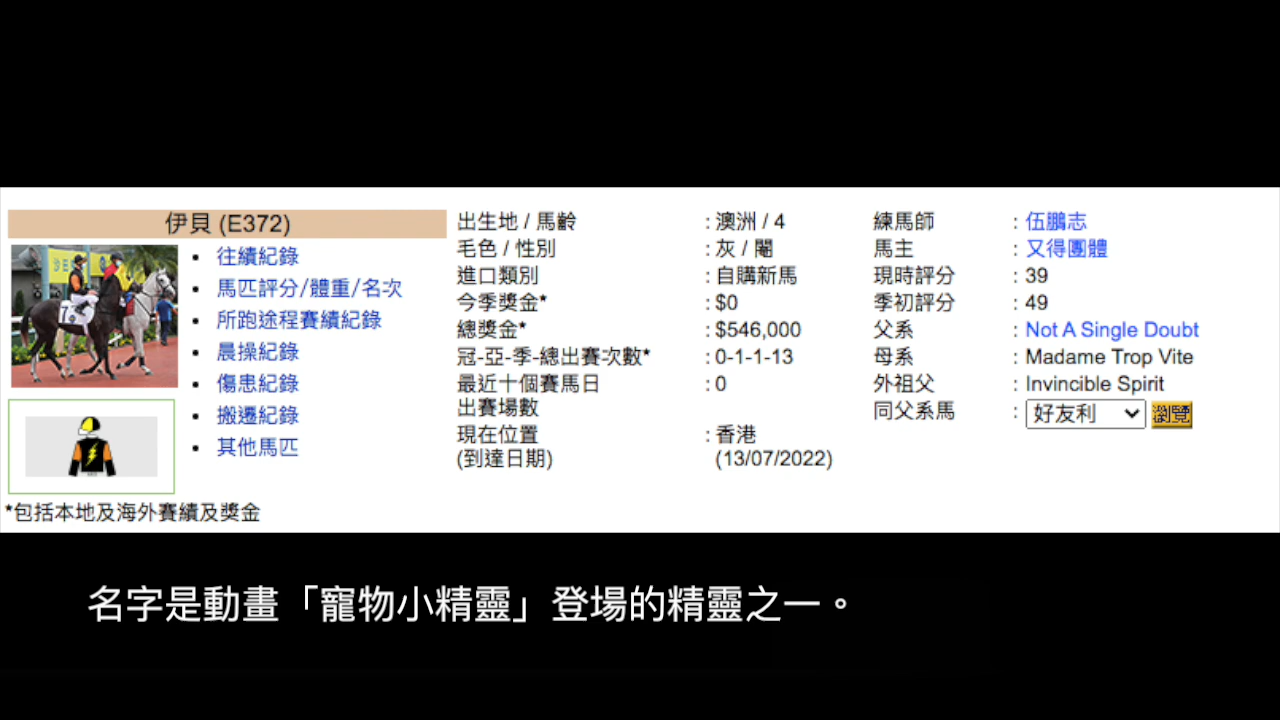 伊貝 (E372)
• 往績紀錄
• 馬匹評分/體重/名次
• 所跑途程賽績紀錄
• 晨操紀錄
• 傷患紀錄
• 搬遷紀錄
• 其他馬匹
*包括本地及海外賽績及獎金
出生地 / 馬齡 : 澳洲 / 4
毛色 / 性別 : 灰 / 閹
進口類別 : 自購新馬
今季獎金* : $0
總獎金* : $546,000
冠-亞-季-總出賽次數* : 0-1-1-13
最近十個賽馬日 : 0
出賽場數
現在位置 : 香港
(到達日期) (13/07/2022)
練馬師 : 伍鵬志
馬主 : 又得團體
現時評分 : 39
季初評分 : 49
父系 : Not A Single Doubt
母系 : Madame Trop Vite
外祖父 : Invincible Spirit
同父系馬 : 好友利 瀏覽
名字是動畫「寵物小精靈」登場的精靈之一。